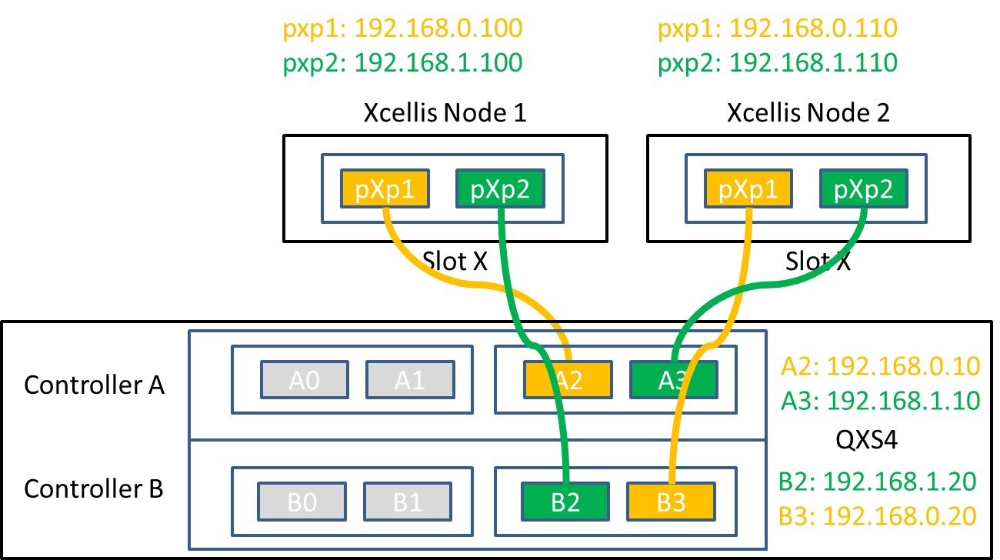 pxp1: 192.168.0.100
pxp2: 192.168.1.100
pxp1: 192.168.0.110
pxp2: 192.168.1.110
Xcellis Node 1
Xcellis Node 2
pXp1
pXp2
pXp1
pXp2
Slot X
Slot X
Controller A
A0
A1
A2
A3
A2: 192.168.0.10
A3: 192.168.1.10
QXS4
Controller B
B0
B1
B2
B3
B2: 192.168.1.20
B3: 192.168.0.20